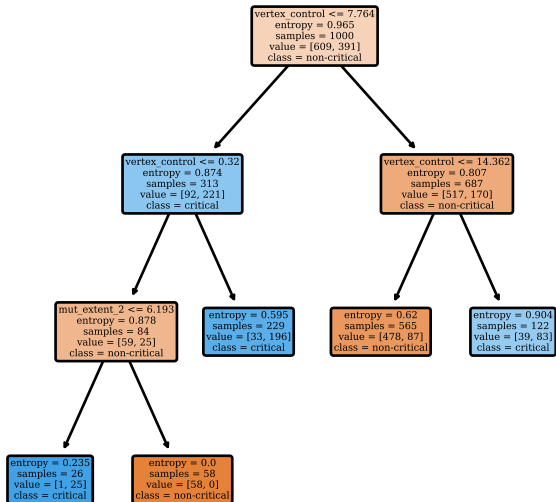 vertex_control <= 7.764
entropy = 0.965
samples = 1000
value = [609, 391]
class = non-critical
vertex_control <= 0.32
entropy = 0.874
samples = 313
value = [92, 221]
class = critical
vertex_control <= 14.362
entropy = 0.807
samples = 687
value = [517, 170]
class = non-critical
mut_extent_2 <= 6.193
entropy = 0.878
samples = 84
value = [59, 25]
class = non-critical
entropy = 0.595
samples = 229
value = [33, 196]
class = critical
entropy = 0.62
samples = 565
value = [478, 87]
class = non-critical
entropy = 0.904
samples = 122
value = [39, 83]
class = critical
entropy = 0.235
samples = 26
value = [1, 25]
class = critical
entropy = 0.0
samples = 58
value = [58, 0]
class = non-critical